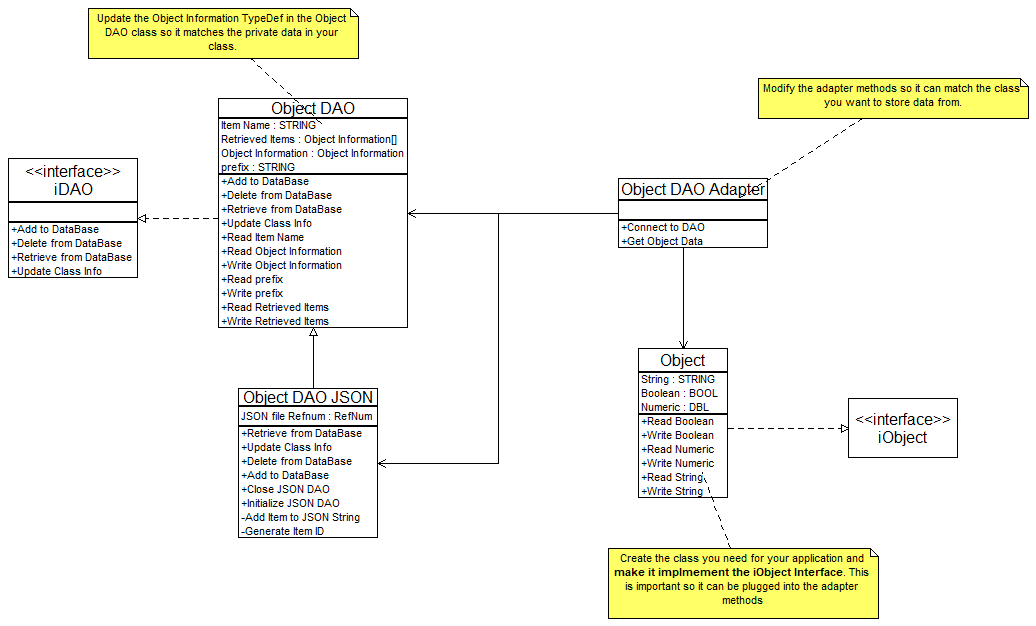 Update the Object Information TypeDef in the Object
DAO class so it matches the private data in your
class.
Modify the adapter methods so it can match the class
you want to store data from.
<<interface>>
iDAO
+Add to DataBase
+Delete from DataBase
+Retrieve from DataBase
+Update Class Info
Object DAO
Item Name : STRING
Retrieved Items : Object Information[]
Object Information : Object Information
prefix : STRING
+Add to DataBase
+Delete from DataBase
+Retrieve from DataBase
+Update Class Info
+Read Item Name
+Read Object Information
+Write Object Information
+Read prefix
+Write prefix
+Read Retrieved Items
+Write Retrieved Items
Object DAO Adapter
+Connect to DAO
+Get Object Data
Object DAO JSON
JSON file Refnum : RefNum
+Retrieve from DataBase
+Update Class Info
+Delete from DataBase
+Add to DataBase
+Close JSON DAO
+Initialize JSON DAO
-Add Item to JSON String
-Generate Item ID
Object
String : STRING
Boolean : BOOL
Numeric : DBL
+Read Boolean
+Write Boolean
+Read Numeric
+Write Numeric
+Read String
+Write String
<<interface>>
iObject
Create the class you need for your application and
make it implmement the iObject Interface. This
is important so it can be plugged into the adapter
methods